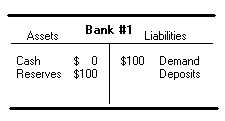 Bank #1
Assets Liabilities
Cash $ 0 $100 Demand
Reserves $100 Deposits